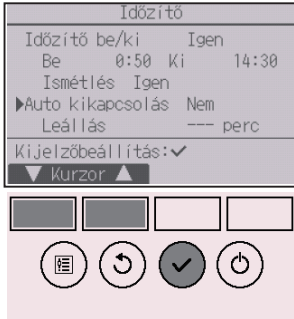 Időzítő
Időzítő be/ki Igen
Be 0:50 Ki 14:30
Ismétlés Igen
▶Auto kikapcsolás Nem
Leállás --- perc
Kijelzőbeállítás:✓
▼ Kurzor ▲